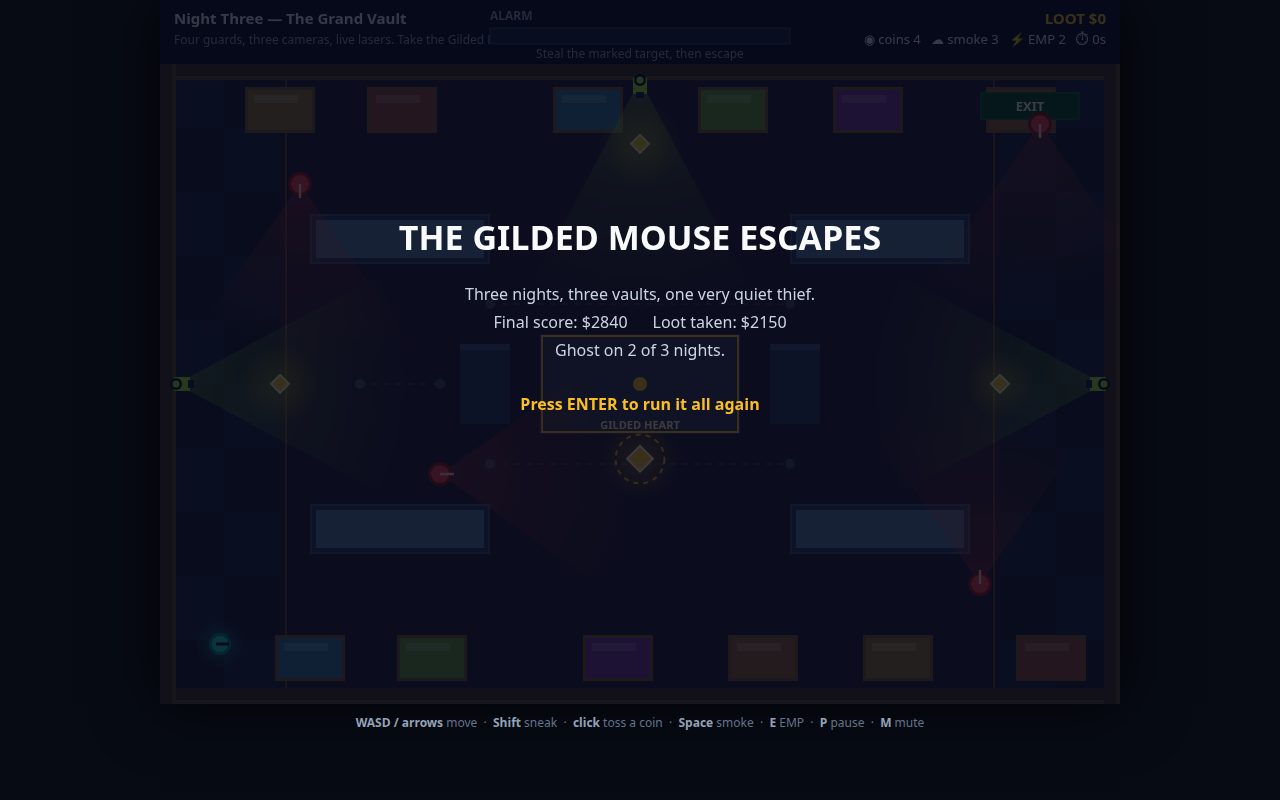 Night Three — The Grand Vault
ALARM
LOOT $0
Four guards, three cameras, live lasers. Take the Gilded
◉ coins 4 ☁ smoke 3 ⚡ EMP 2 ⏱ 0s
Steal the marked target, then escape
EXIT
THE GILDED MOUSE ESCAPES
Three nights, three vaults, one very quiet thief.
Final score: $2840 Loot taken: $2150
Ghost on 2 of 3 nights.
Press ENTER to run it all again
GILDED HEART
WASD / arrows move · Shift sneak · click toss a coin · Space smoke · E EMP · P pause · M mute